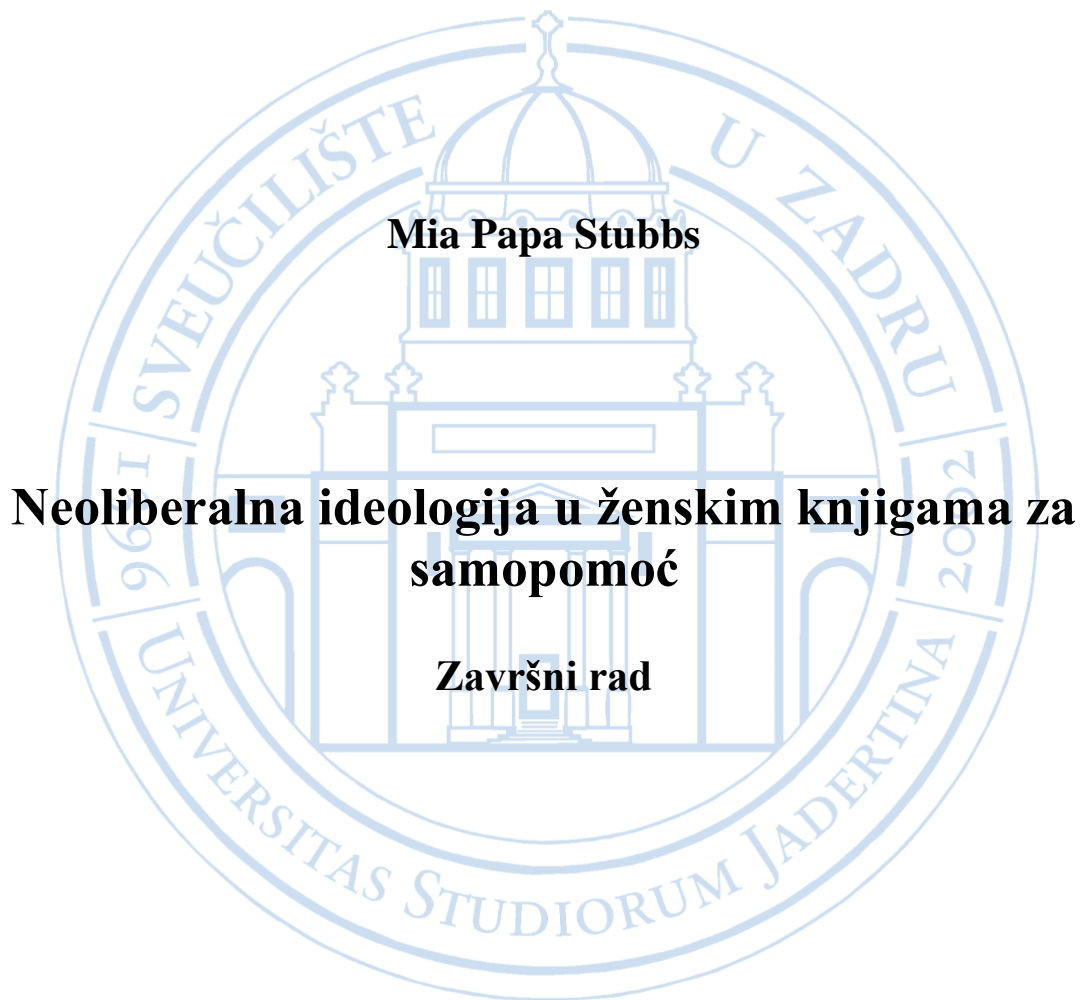 Mia Papa Stubbs
Neoliberalna ideologija u ženskim knjigama za
samopomoć
Završni rad
SVEUČILIŠTE U ZADRU
1396
2002
UNIVERSITAS STUDIORUM JADERTINA